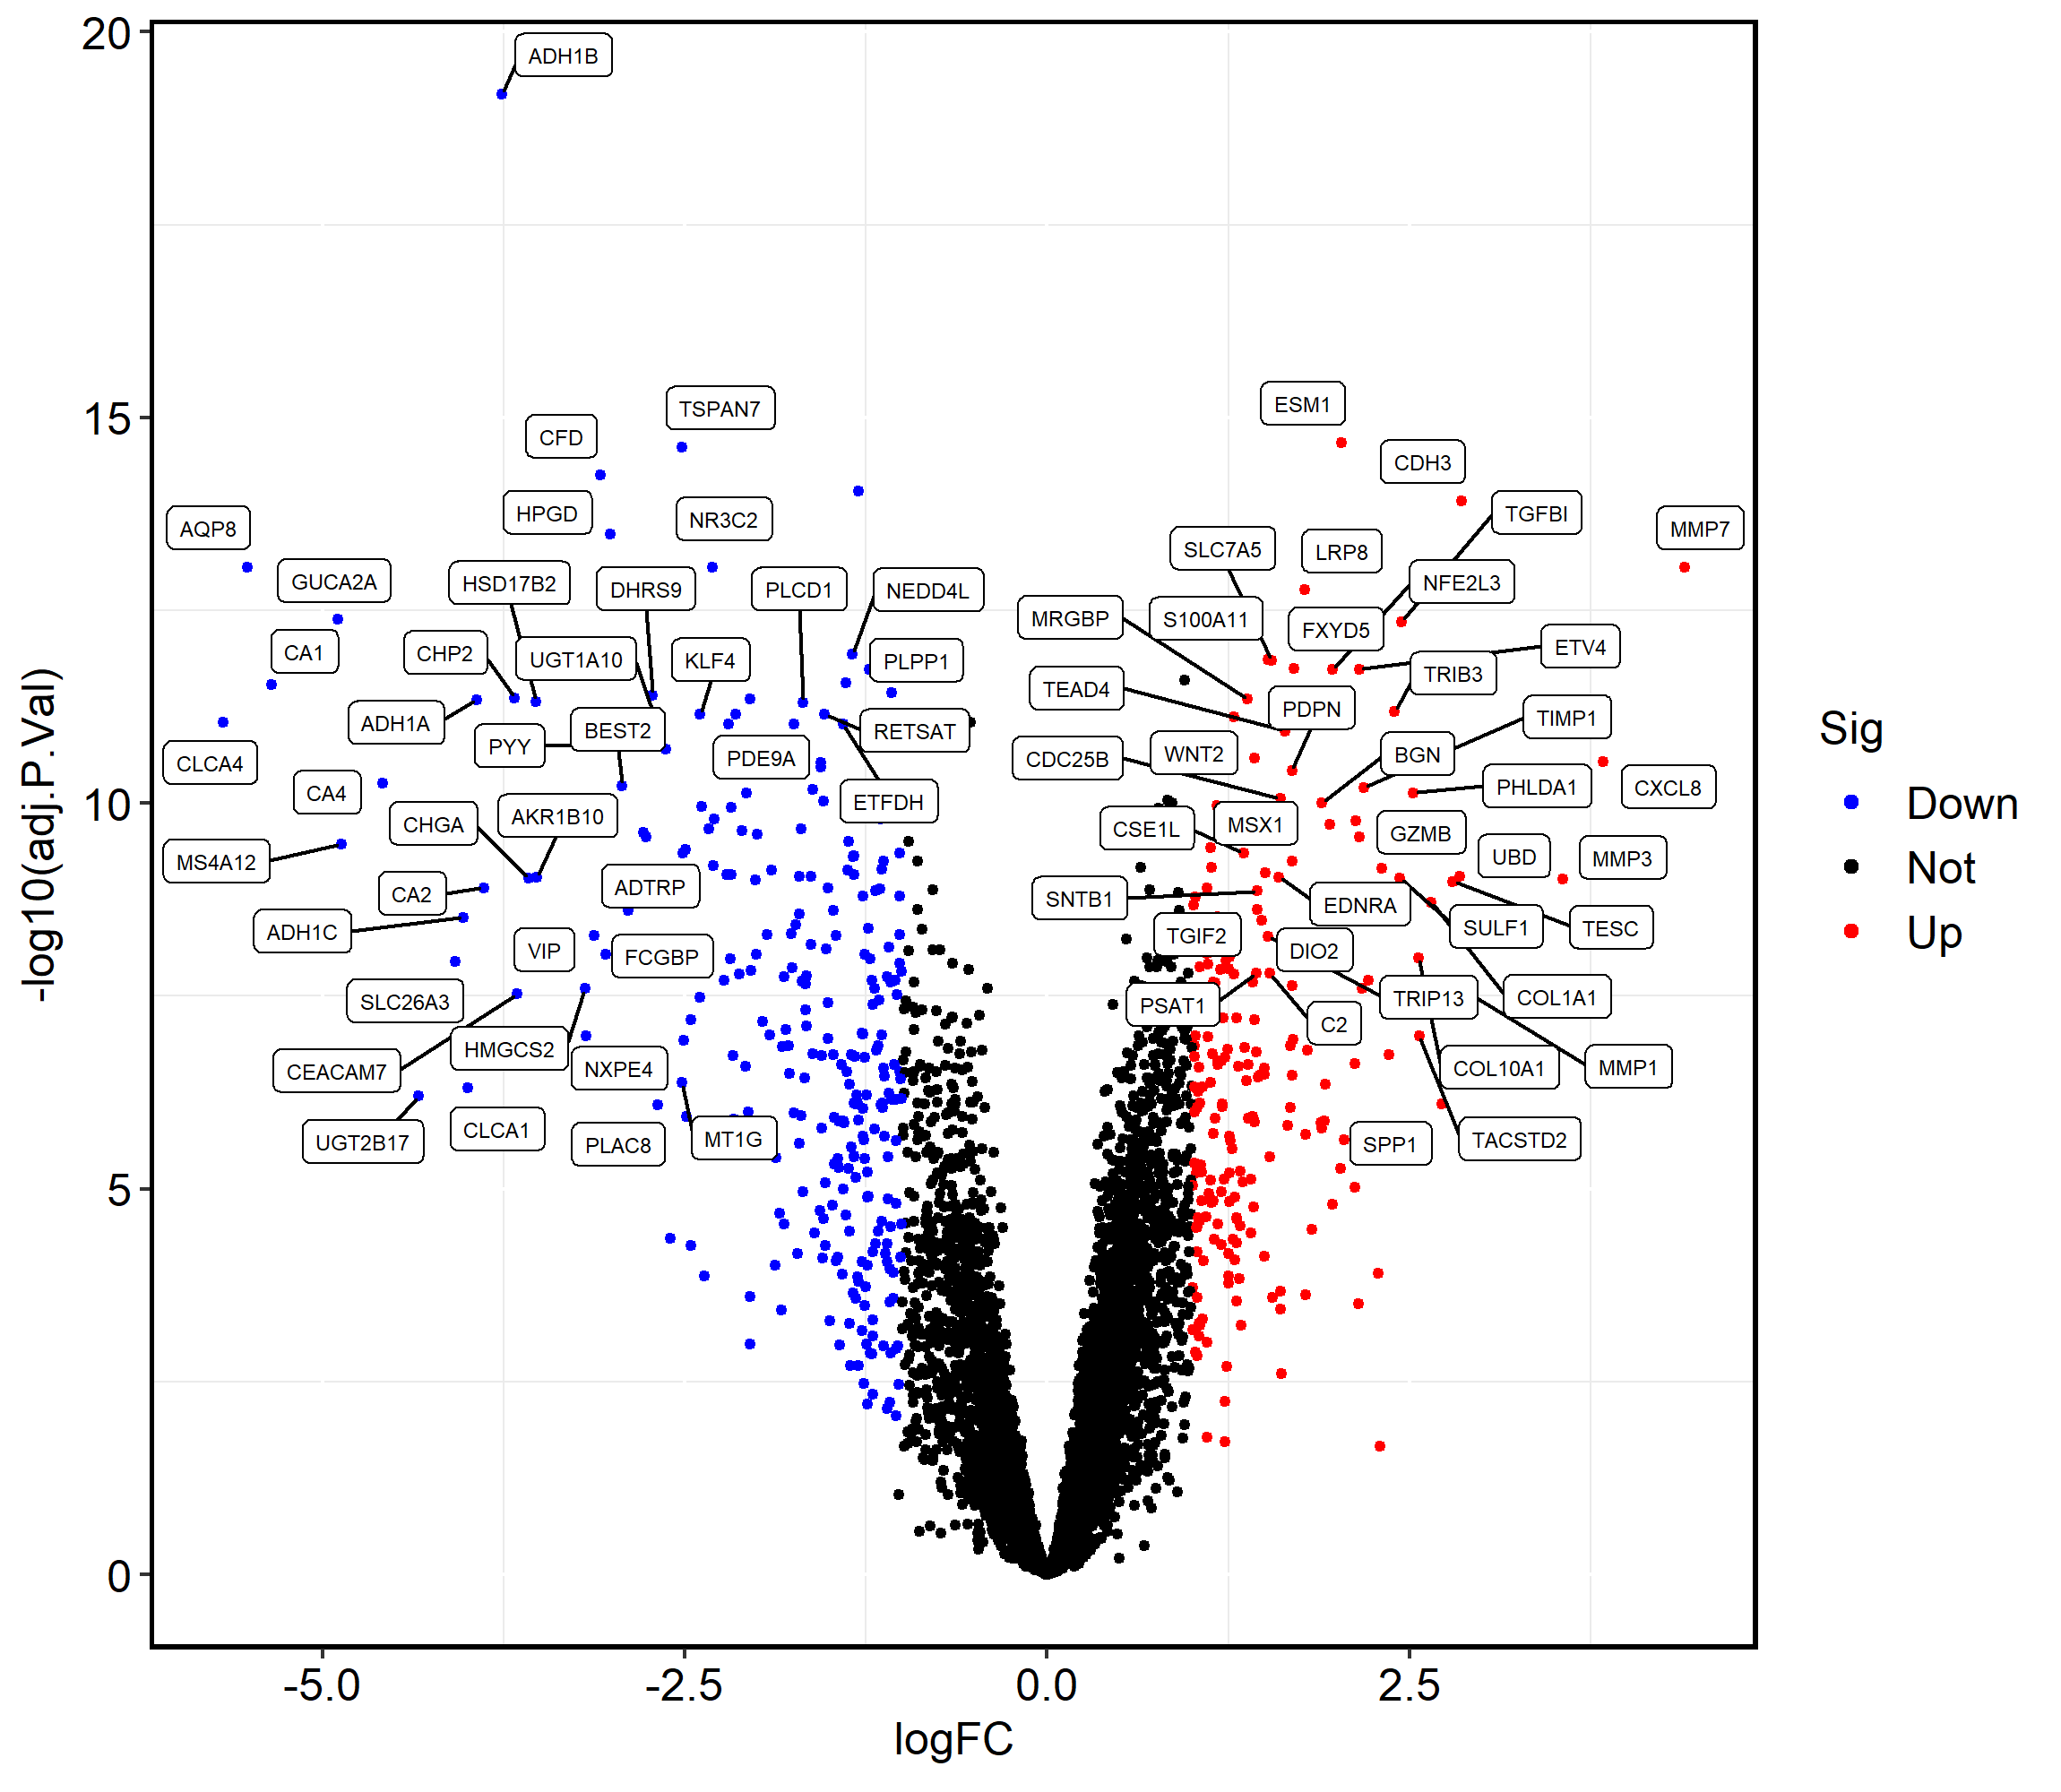 20
ADH1B
15
ESM1
TSPAN7
CFD
CDH3
HPGD
NR3C2
TGFBI
AQP8
MMP7
SLC7A5
LRP8
GUCA2A
HSD17B2
DHRS9
PLCD1
NEDD4L
NFE2L3
MRGBP
S100A11
FXYD5
CA1
CHP2
UGT1A10
KLF4
PLPP1
ETV4
TRIB3
TEAD4
PDPN
ADH1A
BEST2
RETSAT
TIMP1
PYY
CLCA4
PDE9A
CDC25B
WNT2
BGN
CA4
ETFDH
PHLDA1
CXCL8
10
CHGA
AKR1B10
CSE1L
MSX1
GZMB
MS4A12
UBD
MMP3
CA2
ADTRP
SNTB1
EDNRA
ADH1C
VIP
FCGBP
TGIF2
DIO2
SULF1
TESC
SLC26A3
PSAT1
TRIP13
COL1A1
C2
CEACAM7
HMGCS2
NXPE4
COL10A1
MMP1
UGT2B17
CLCA1
PLAC8
MT1G
SPP1
TACSTD2
5
0
-5.0
-2.5
0.0
2.5
logFC
-log10(adj.P.Val)
Sig
Down
Not
Up